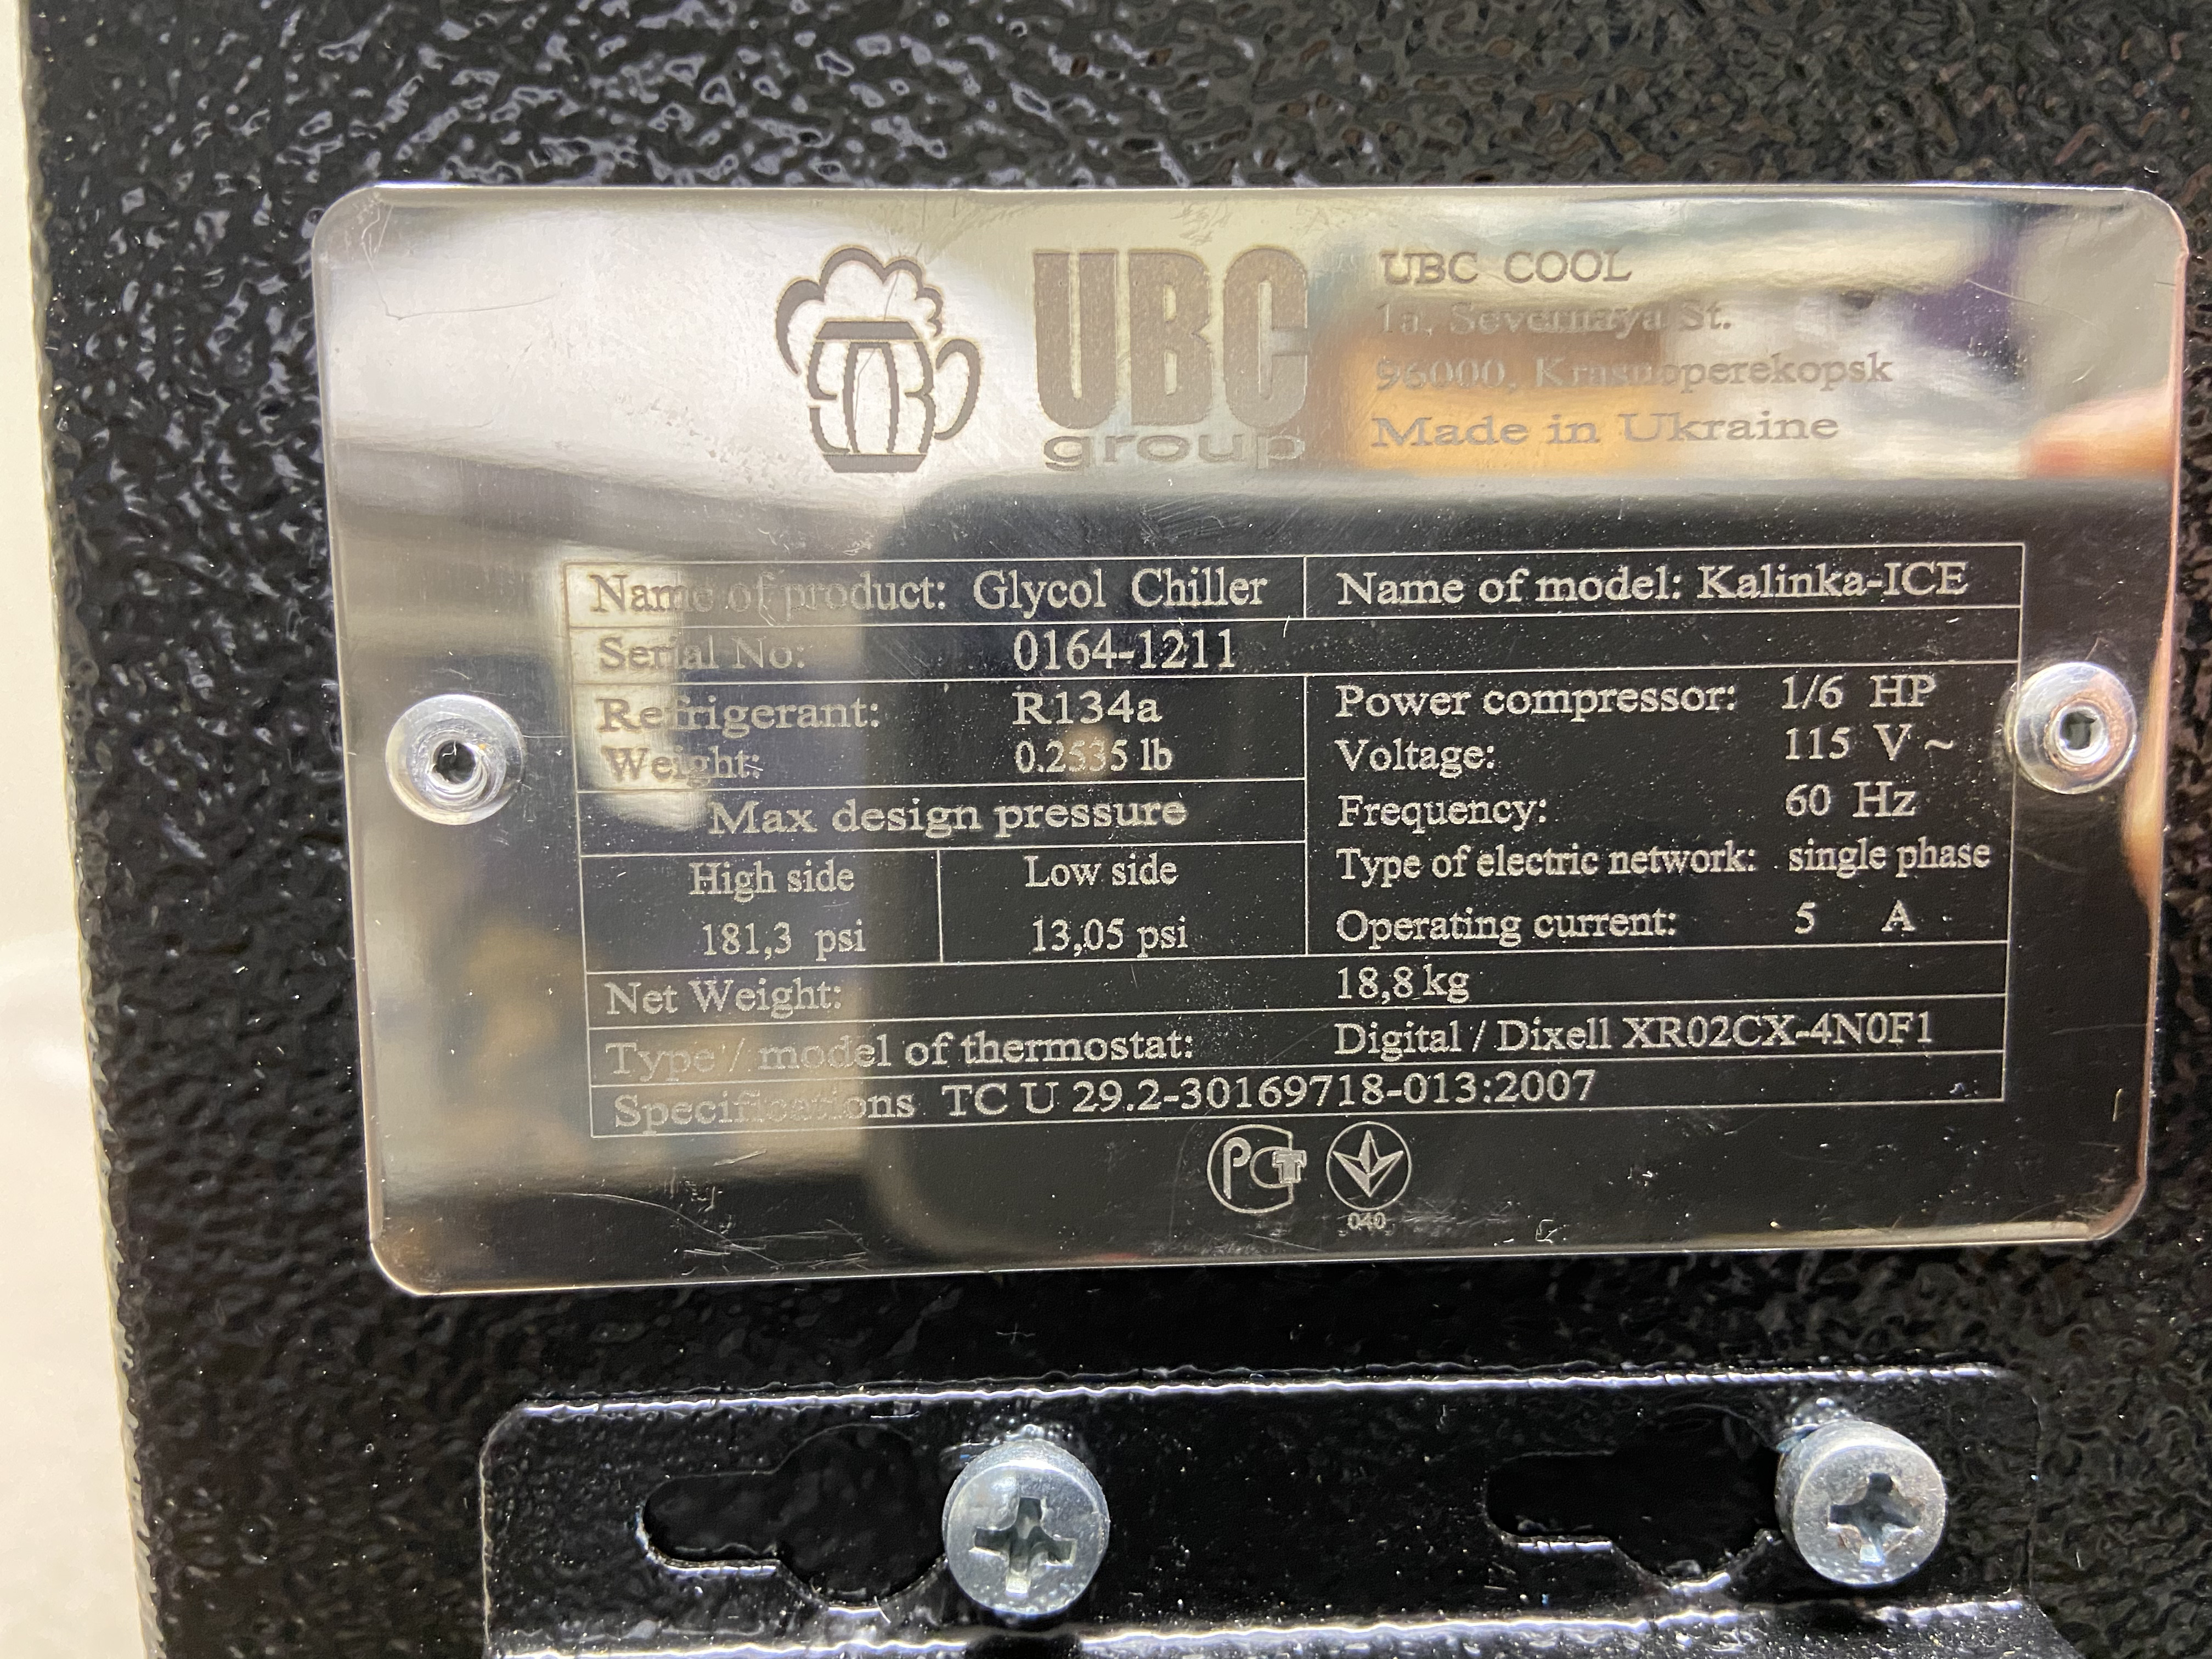 UBC group
UBC COOL
1a, Severnaya St.
96000, Krasnoperekopsk
Made in Ukraine
Name of product: Glycol Chiller Name of model: Kalinka-ICE
Serial No: 0164-1211
Refrigerant: R134a
Weight: 0.2535 lb
Power compressor: 1/6 HP
Voltage: 115 V ~
Frequency: 60 Hz
Type of electric network: single phase
Operating current: 5 A
Max design pressure
High side Low side
181,3 psi 13,05 psi
Net Weight: 18,8 kg
Type / model of thermostat: Digital / Dixell XR02CX-4N0F1
Specifications TC U 29.2-30169718-013:2007
РСТ
040